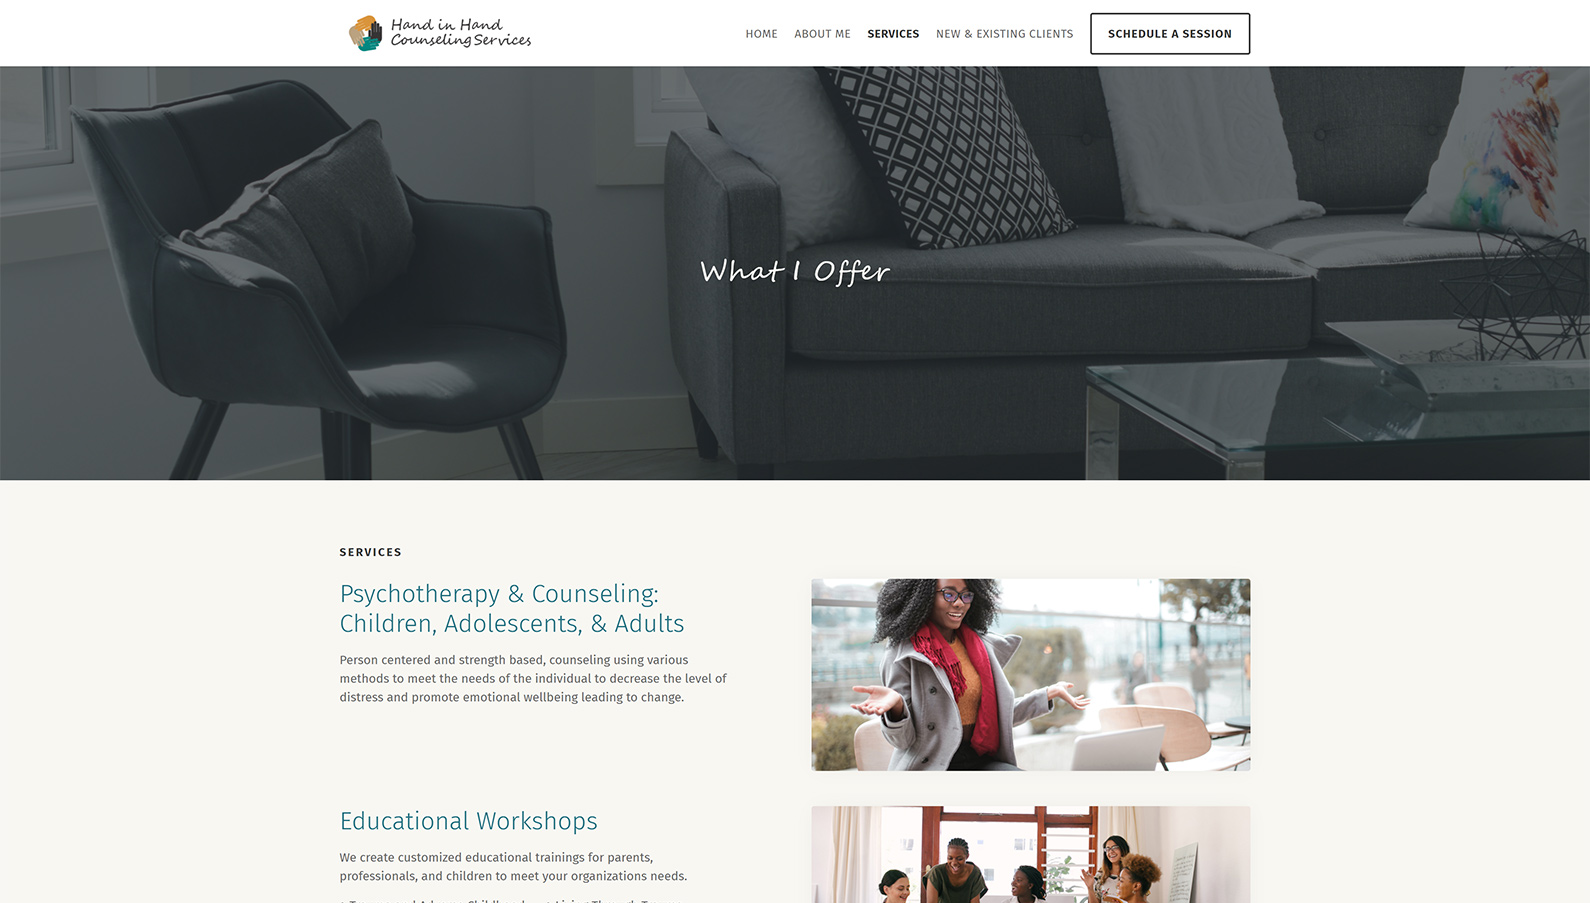 Hand in Hand
Counseling Services
HOME ABOUT ME SERVICES NEW & EXISTING CLIENTS SCHEDULE A SESSION
What I Offer
SERVICES
Psychotherapy & Counseling:
Children, Adolescents, & Adults
Person centered and strength based, counseling using various
methods to meet the needs of the individual to decrease the level of
distress and promote emotional wellbeing leading to change.
Educational Workshops
We create customized educational trainings for parents,
professionals, and children to meet your organizations needs.